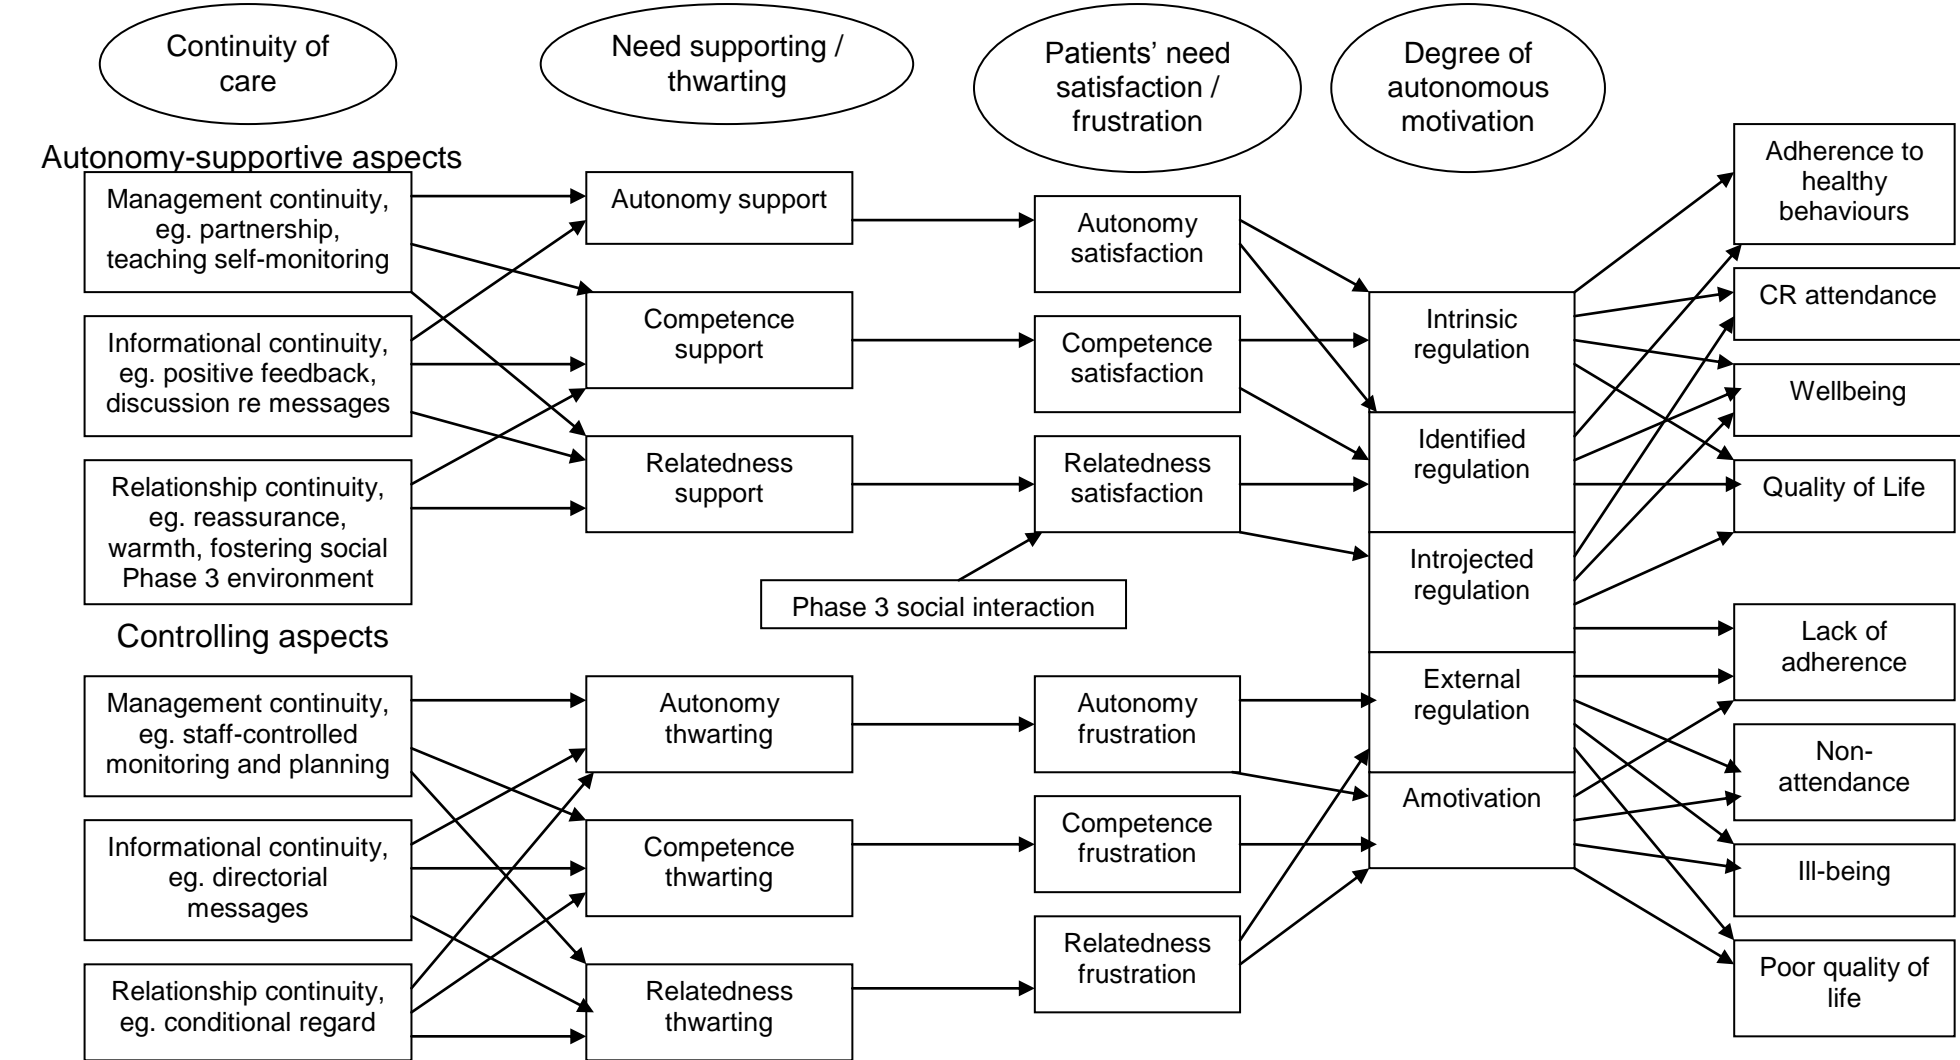 Continuity of
care
Need supporting /
thwarting
Patients’ need
satisfaction /
frustration
Degree of
autonomous
motivation
Autonomy-supportive aspects
Management continuity,
eg. partnership,
teaching self-monitoring
Informational continuity,
eg. positive feedback,
discussion re messages
Relationship continuity,
eg. reassurance,
warmth, fostering social
Phase 3 environment
Autonomy support
Competence
support
Relatedness
support
Autonomy
satisfaction
Competence
satisfaction
Relatedness
satisfaction
Phase 3 social interaction
Controlling aspects
Management continuity,
eg. staff-controlled
monitoring and planning
Informational continuity,
eg. directorial
messages
Relationship continuity,
eg. conditional regard
Autonomy
thwarting
Competence
thwarting
Relatedness
thwarting
Autonomy
frustration
Competence
frustration
Relatedness
frustration
Intrinsic
regulation
Identified
regulation
Introjected
regulation
External
regulation
Amotivation
Adherence to
healthy
behaviours
CR attendance
Wellbeing
Quality of Life
Lack of
adherence
Non-
attendance
Ill-being
Poor quality of
life